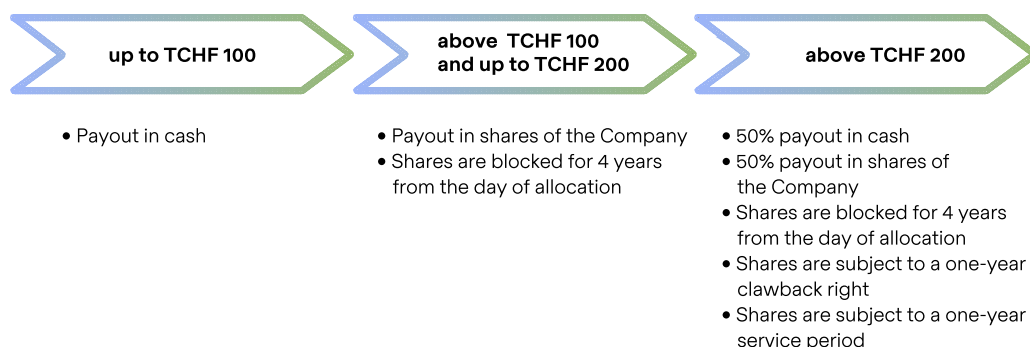 up to TCHF 100
above TCHF 100
and up to TCHF 200
above TCHF 200
• Payout in cash
• Payout in shares of the Company
• Shares are blocked for 4 years
from the day of allocation
• 50% payout in cash
• 50% payout in shares of
the Company
• Shares are blocked for 4 years
from the day of allocation
• Shares are subject to a one-year
clawback right
• Shares are subject to a one-year
service period